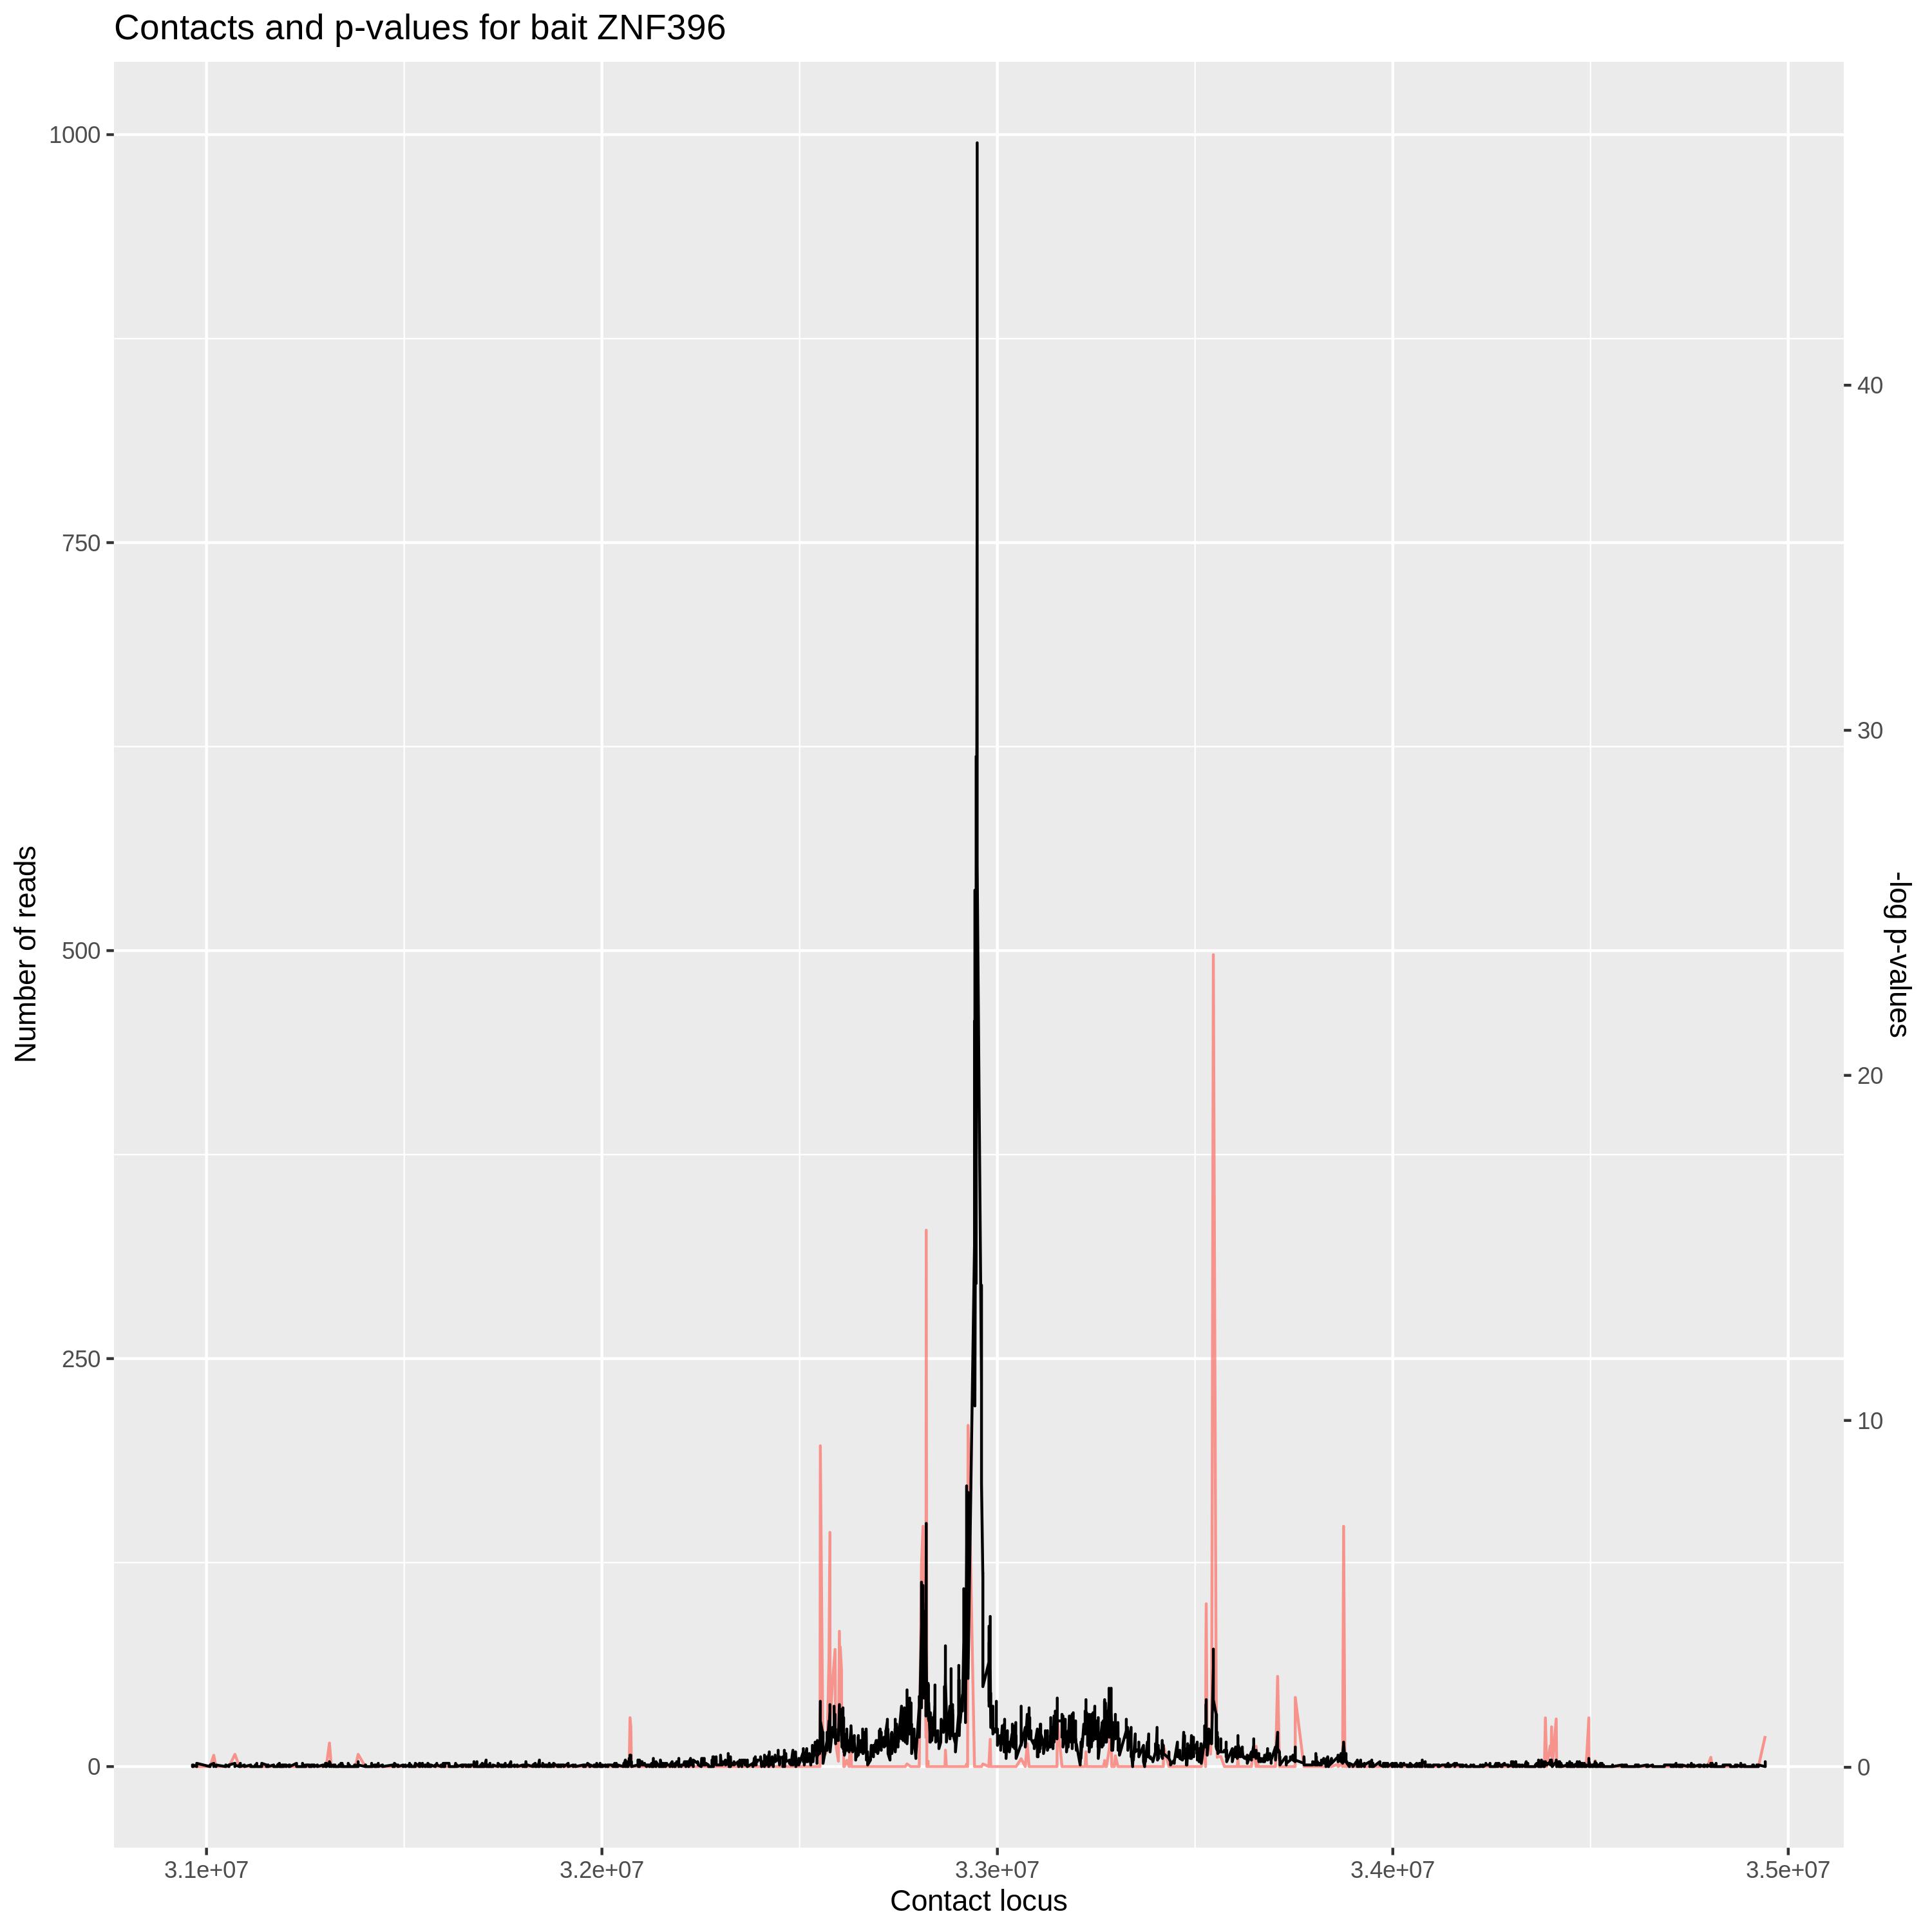 Contacts and p-values for bait ZNF396
1000
750
500
250
0
Number of reads
40
30
20
10
0
-log p-values
3.1e+07
3.2e+07
3.3e+07
3.4e+07
3.5e+07
Contact locus